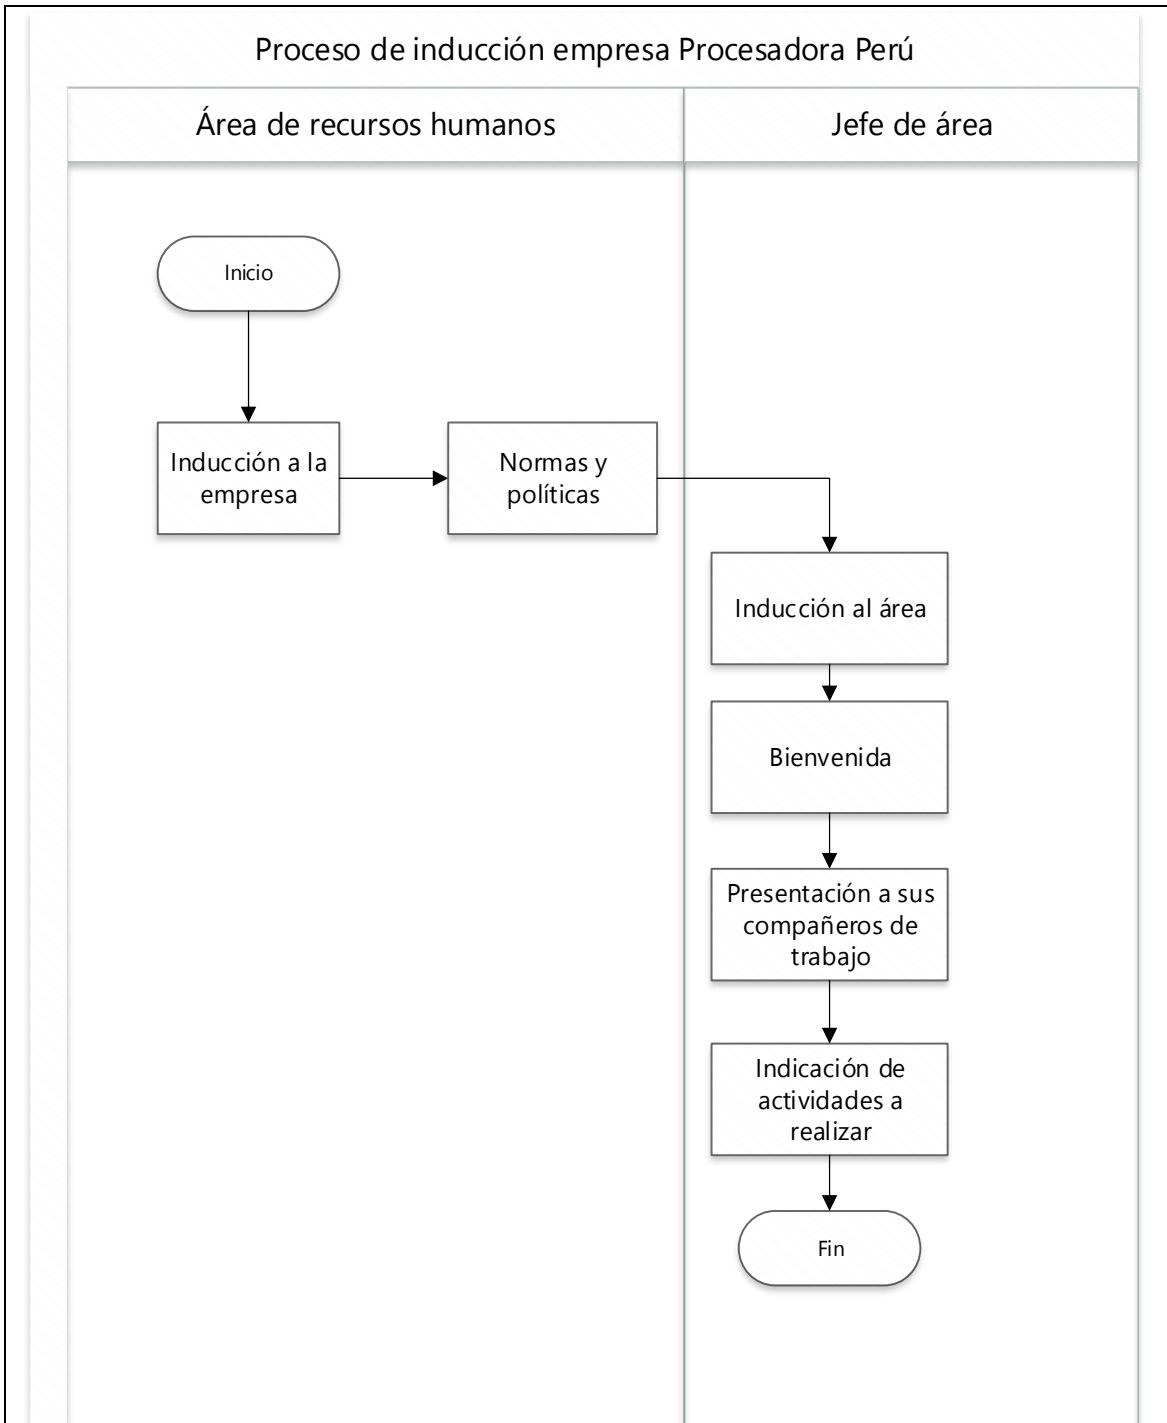 Proceso de inducción empresa Procesadora Perú
Área de recursos humanos
Jefe de área
Inicio
Inducción a la
empresa
Normas y
políticas
Inducción al área
Bienvenida
Presentación a sus
compañeros de
trabajo
Indicación de
actividades a
realizar
Fin